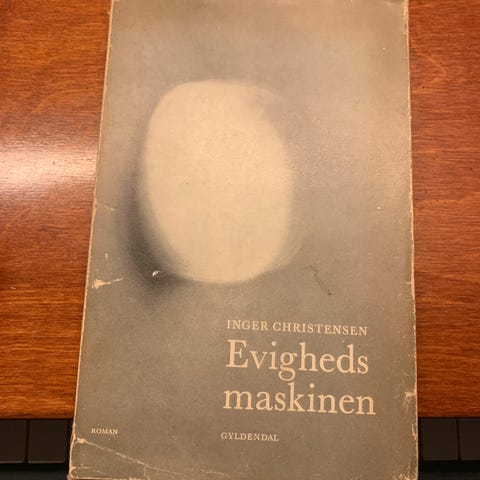 INGER CHRISTENSEN
Evigheds
maskinen
ROMAN
GYLDENDAL